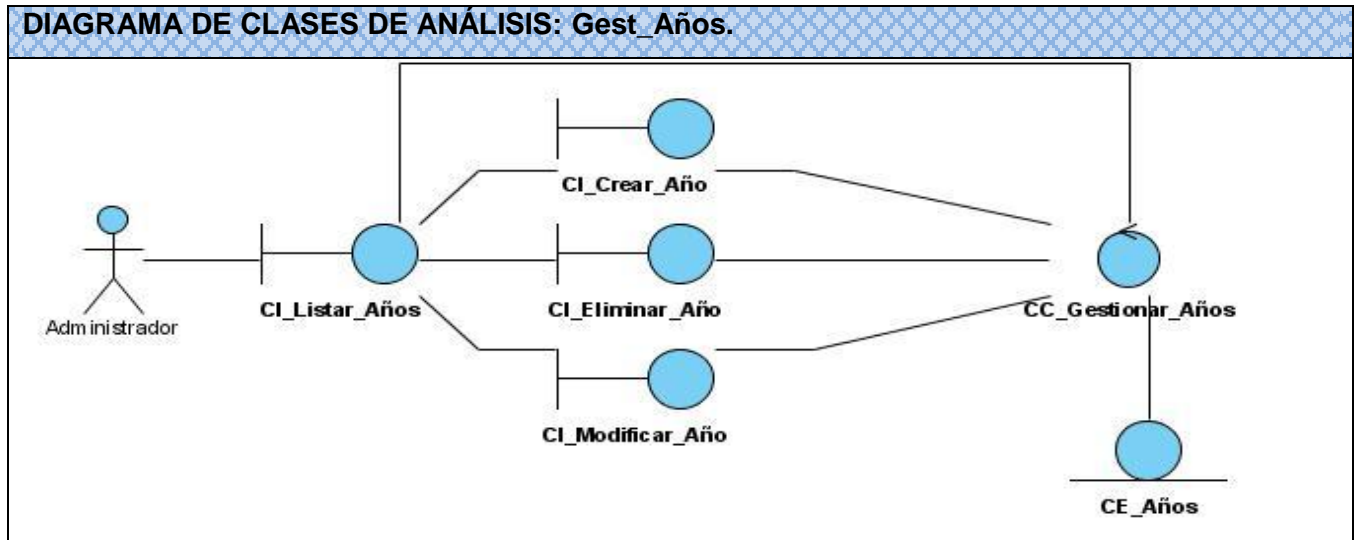 DIAGRAMA DE CLASES DE ANÁLISIS: Gest_Años.
CI_Crear_Año
Administrador
CI_Listar_Años
CI_Eliminar_Año
CC_Gestionar_Años
CI_Modificar_Año
CE_Años